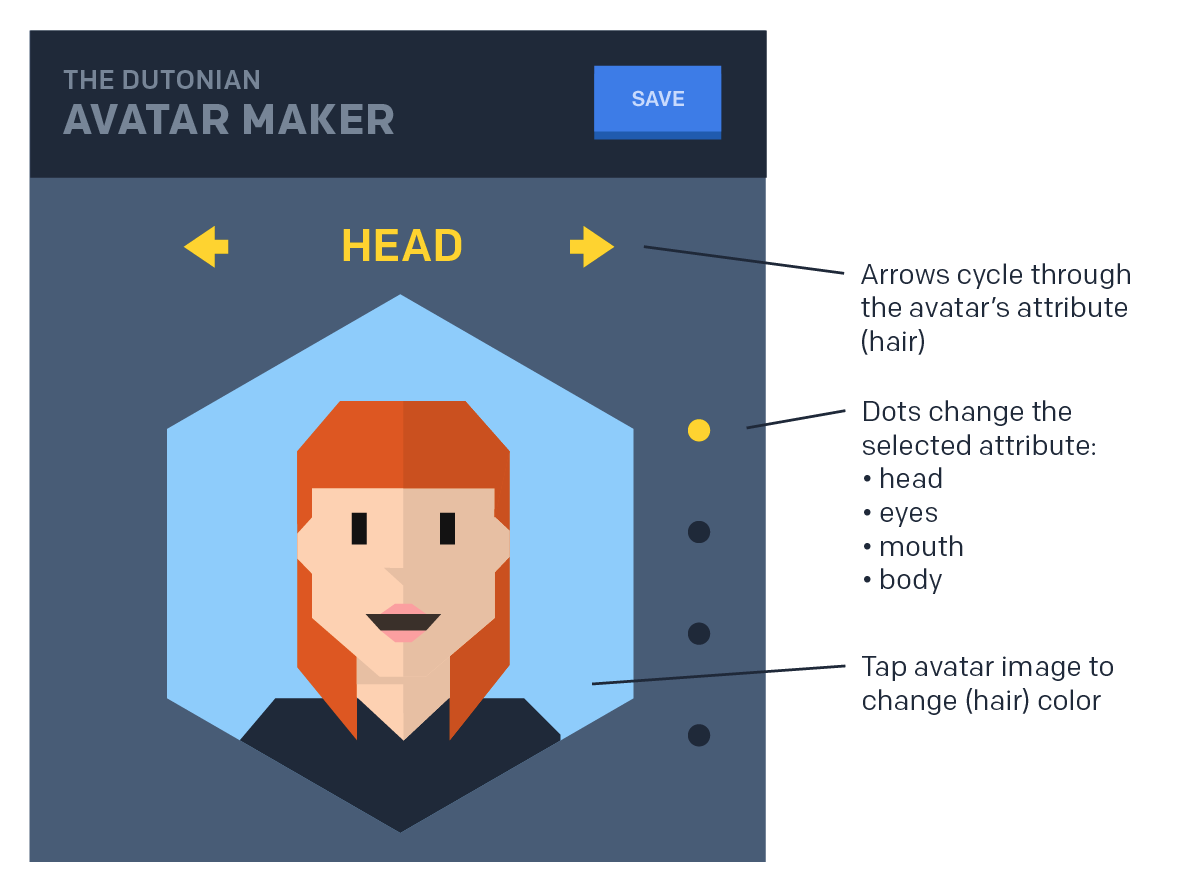 THE DUTONIAN
AVATAR MAKER
SAVE
HEAD
Arrows cycle through
the avatar's attribute
(hair)
Dots change the
selected attribute:
• head
• eyes
• mouth
• body
Tap avatar image to
change (hair) color